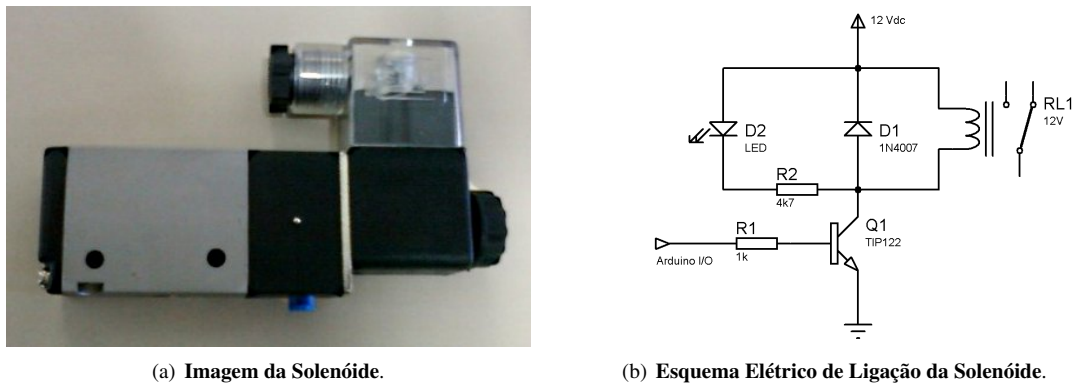 12 Vdc
D2
LED
D1
1N4007
RL1
12V
R2
4k7
R1
1k
Arduino I/O
Q1
TIP122
(a) Imagem da Solenóide.
(b) Esquema Elétrico de Ligação da Solenóide.